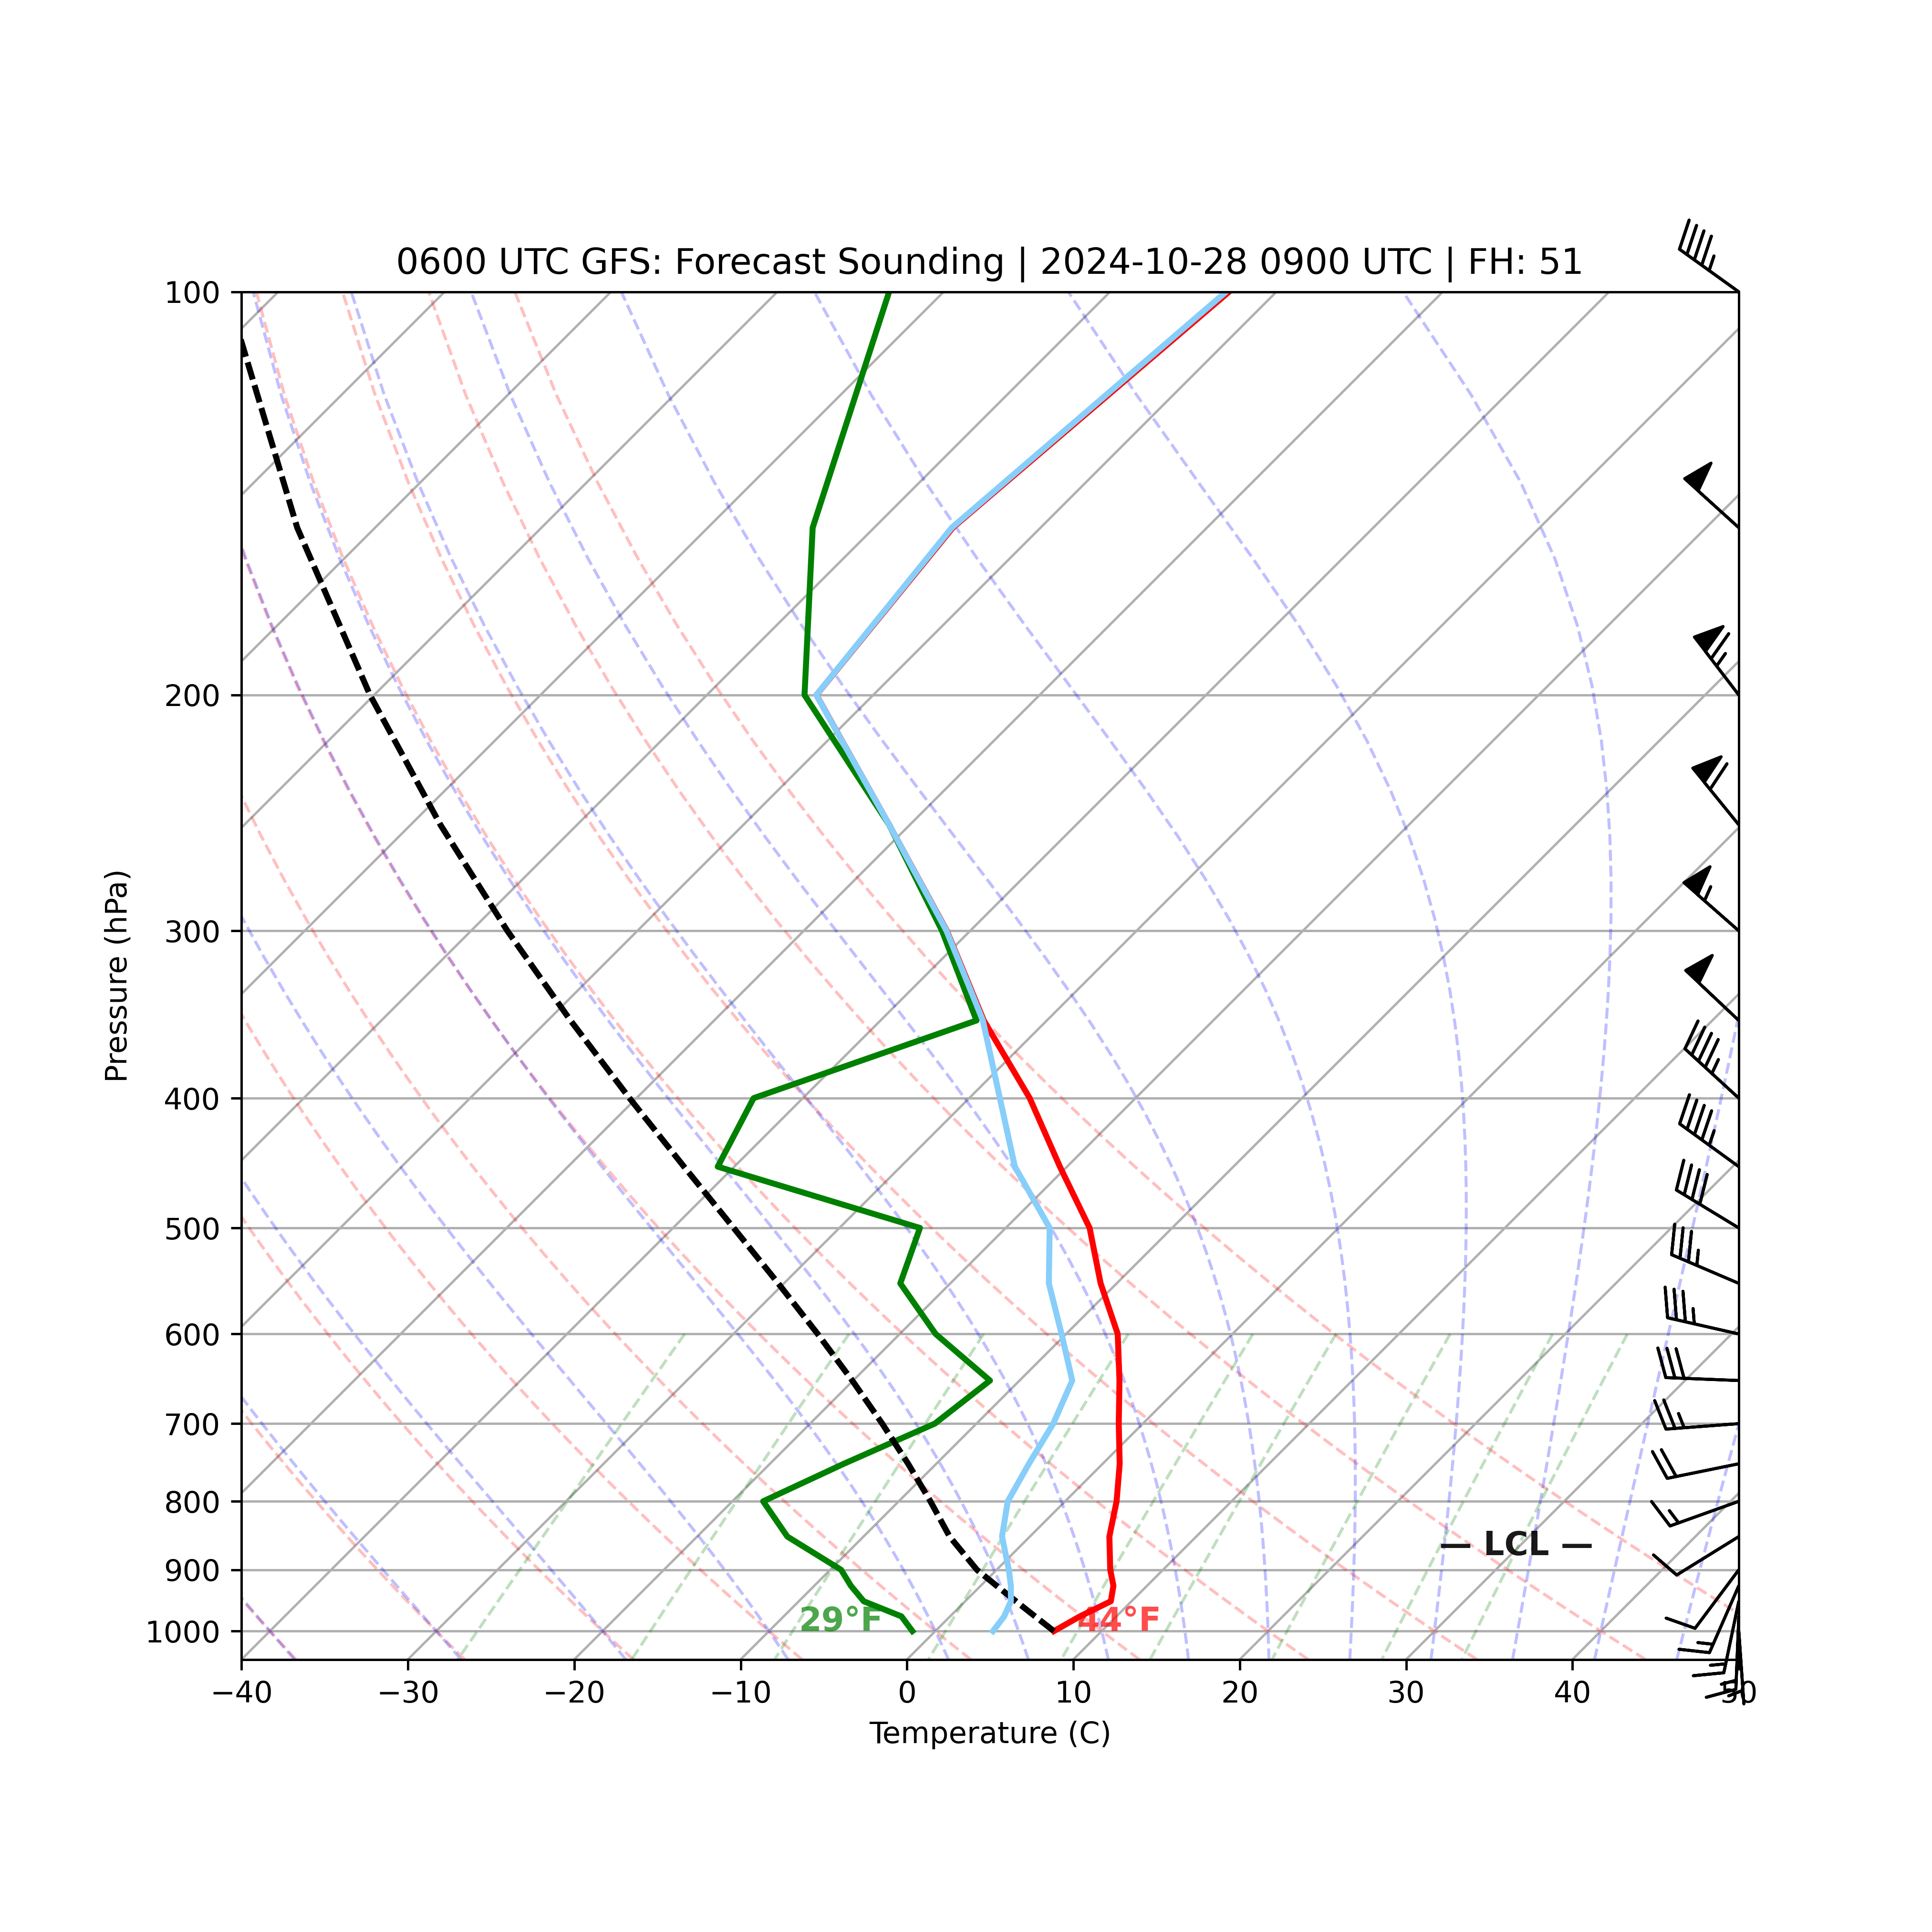 0600 UTC GFS: Forecast Sounding | 2024-10-28 0900 UTC | FH: 51
100
200
300
400
500
600
700
800
900
1000
Pressure (hPa)
— LCL —
29°F
44°F
−40 −30 −20 −10 0 10 20 30 40 50
Temperature (C)